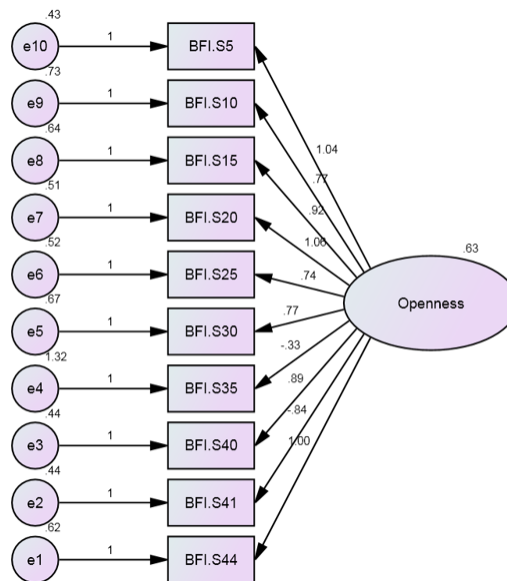 .43
e10 1 BFI.S5
.73
e9 1 BFI.S10
.64
e8 1 BFI.S15
.51
e7 1 BFI.S20
.52
e6 1 BFI.S25
.67
e5 1 BFI.S30
1.32
e4 1 BFI.S35
.44
e3 1 BFI.S40
.44
e2 1 BFI.S41
.62
e1 1 BFI.S44
1.04
.77
.92
1.06
.74
.77
-.33
.89
-.84
1.00
.63
Openness